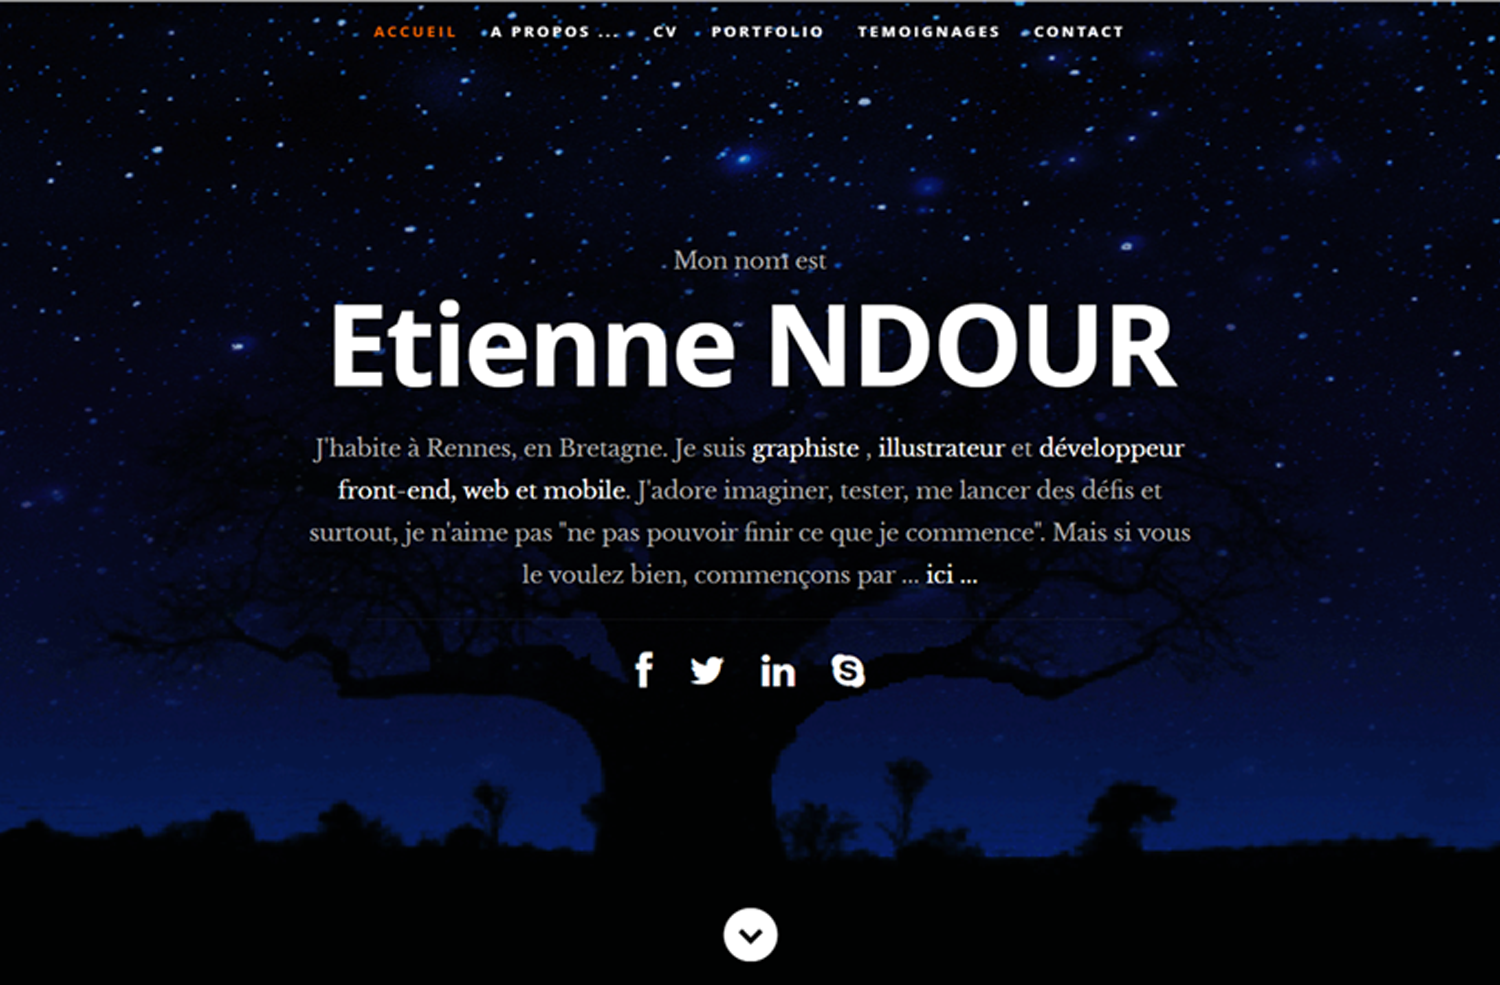 ACCUEIL A PROPOS ... CV PORTFOLIO TEMOIGNAGES CONTACT
Mon nom est
Etienne NDOUR
J'habite à Rennes, en Bretagne. Je suis graphiste , illustrateur et développeur
front-end, web et mobile. J'adore imaginer, tester, me lancer des défis et
surtout, je n'aime pas "ne pas pouvoir finir ce que je commence". Mais si vous
le voulez bien, commençons par ... ici ...